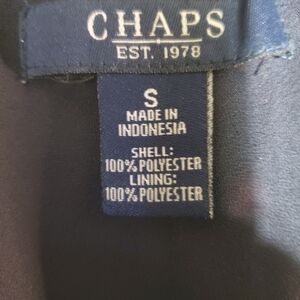 CHAPS
EST. 1978
S
MADE IN
INDONESIA
SHELL:
100% POLYESTER
LINING:
100% POLYESTER